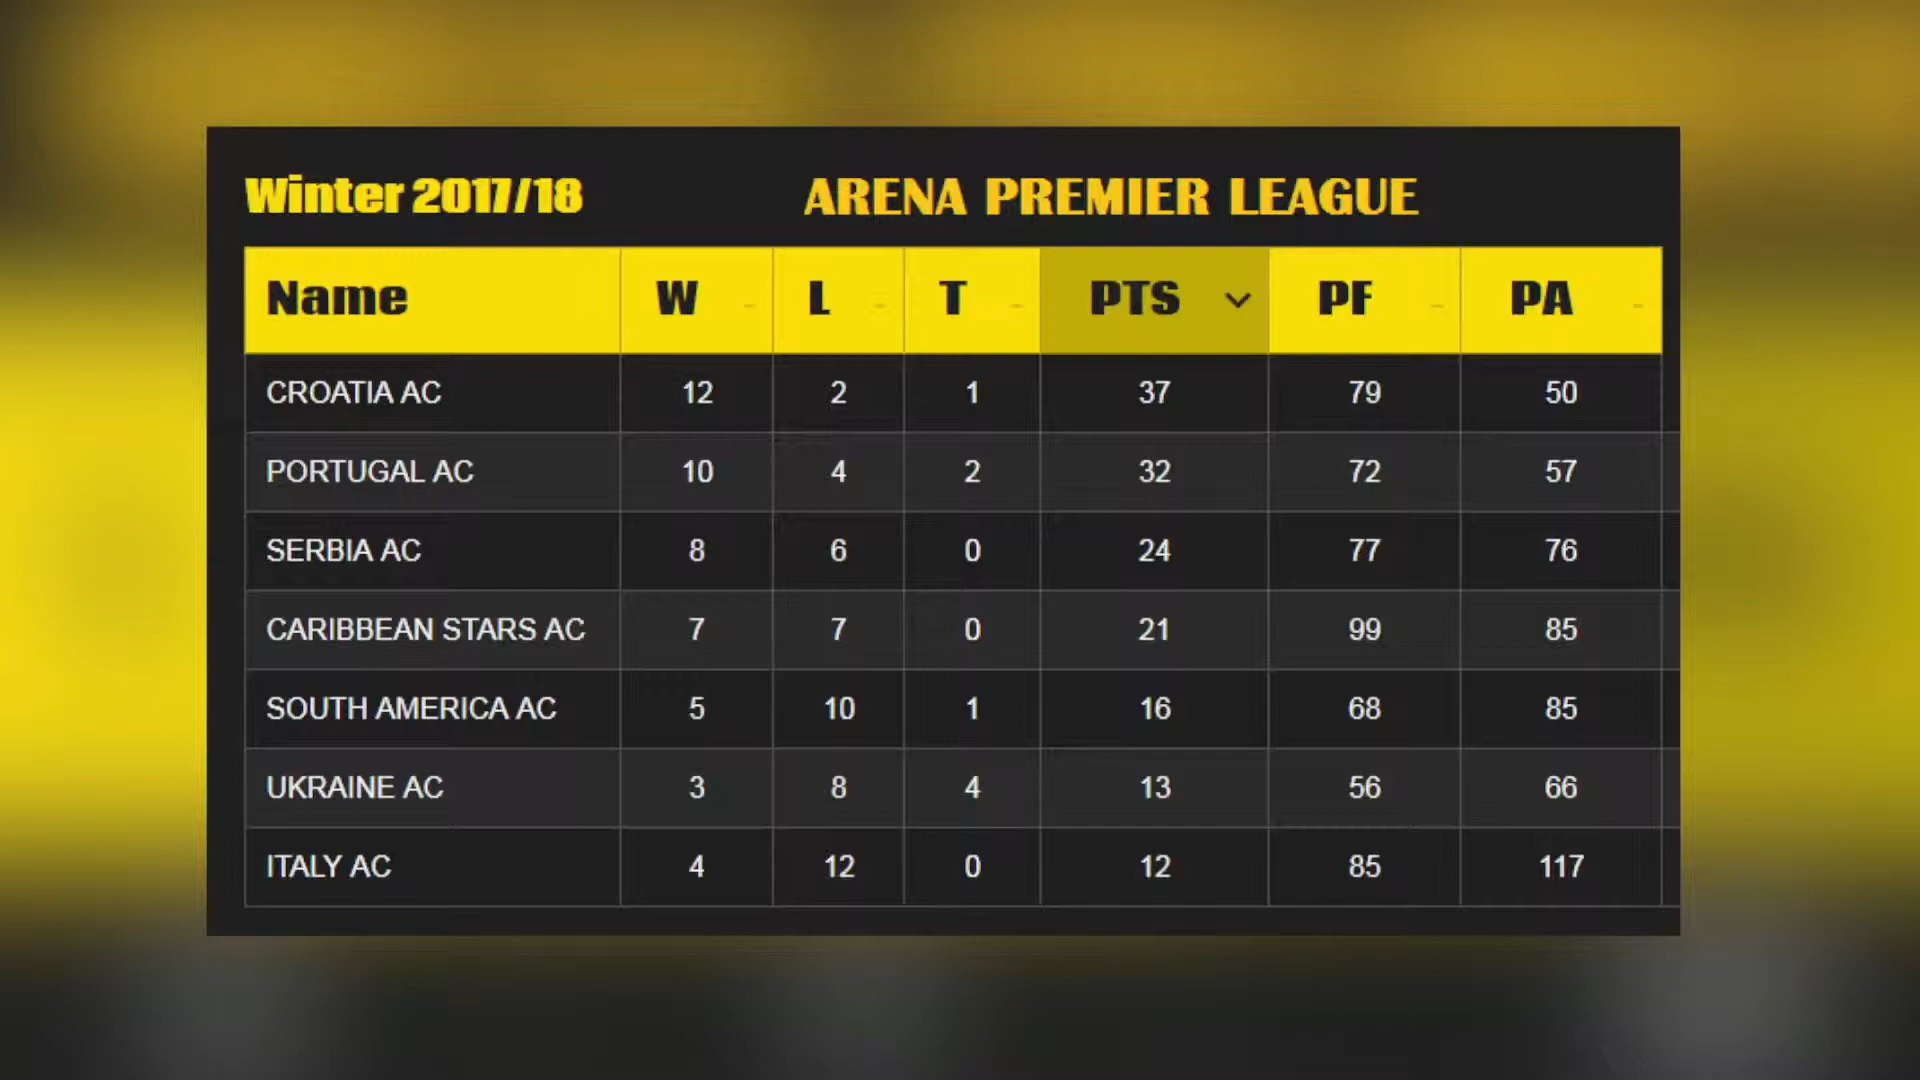 Winter 2017/18 ARENA PREMIER LEAGUE
Name W L T PTS PF PA
CROATIA AC 12 2 1 37 79 50
PORTUGAL AC 10 4 2 32 72 57
SERBIA AC 8 6 0 24 77 76
CARIBBEAN STARS AC 7 7 0 21 99 85
SOUTH AMERICA AC 5 10 1 16 68 85
UKRAINE AC 3 8 4 13 56 66
ITALY AC 4 12 0 12 85 117